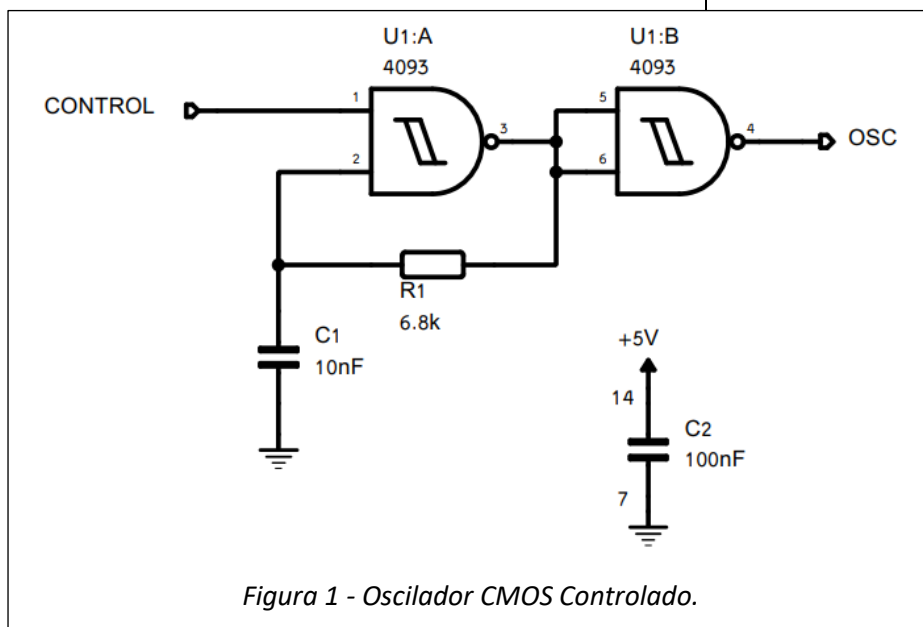 U1:A
4093
U1:B
4093
CONTROL
1
2
3
5
6
4
OSC
R1
6.8k
C1
10nF
+5V
14
C2
100nF
7
Figura 1 - Oscilador CMOS Controlado.